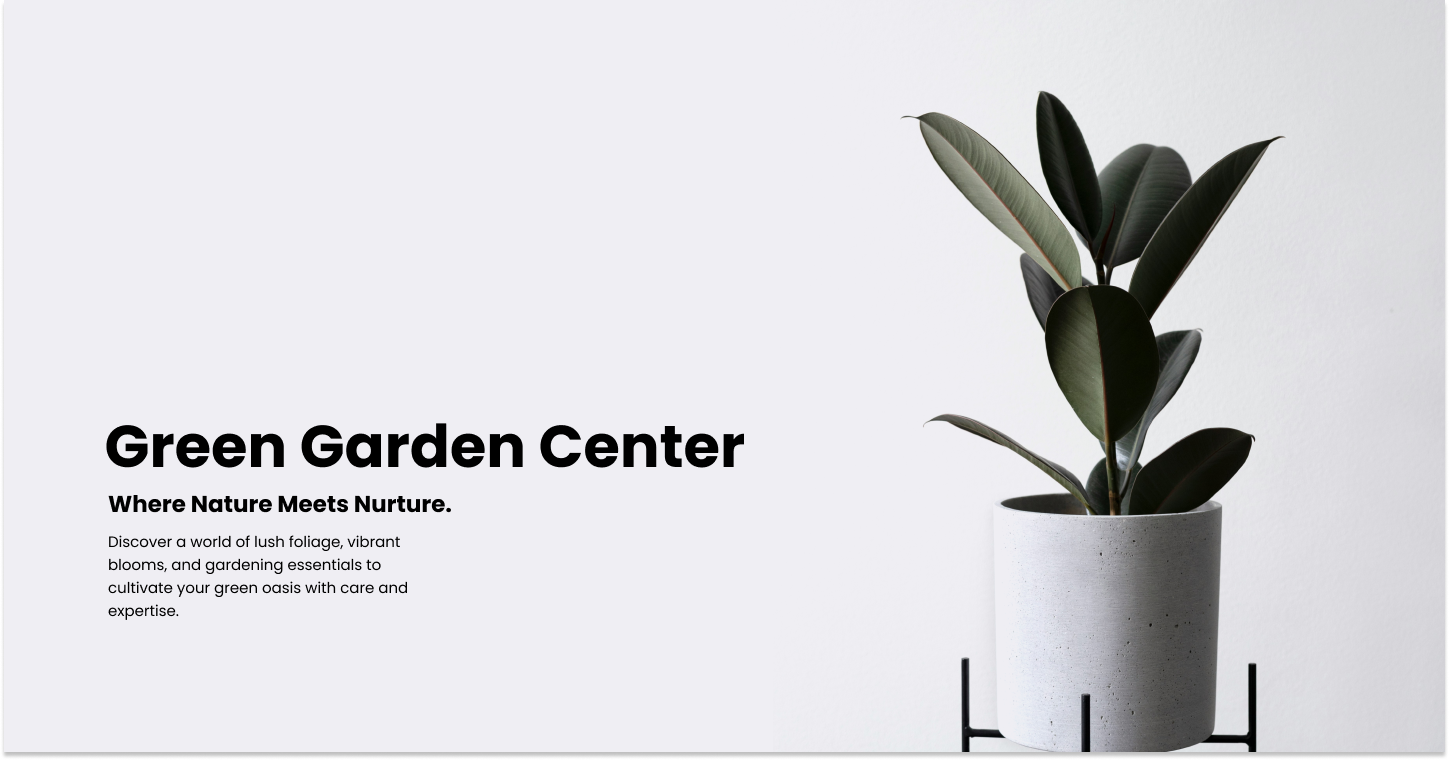 Green Garden Center
Where Nature Meets Nurture.
Discover a world of lush foliage, vibrant
blooms, and gardening essentials to
cultivate your green oasis with care and
expertise.